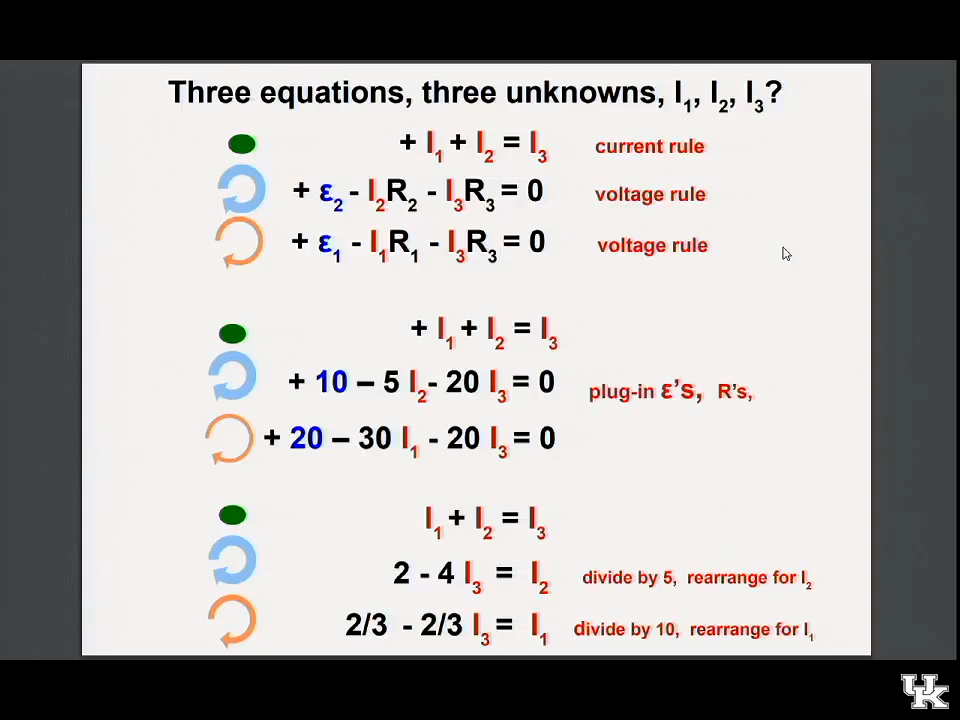 Three equations, three unknowns, I₁, I₂, I₃?
+ I₁ + I₂ = I₃ current rule
+ ε₂ - I₂R₂ - I₃R₃ = 0 voltage rule
+ ε₁ - I₁R₁ - I₃R₃ = 0 voltage rule
+ I₁ + I₂ = I₃
+ 10 – 5 I₂- 20 I₃ = 0 plug-in ε's, R's,
+ 20 – 30 I₁ - 20 I₃ = 0
I₁ + I₂ = I₃
2 - 4 I₃ = I₂ divide by 5, rearrange for I₂
2/3 - 2/3 I₃ = I₁ divide by 10, rearrange for I₁
UK